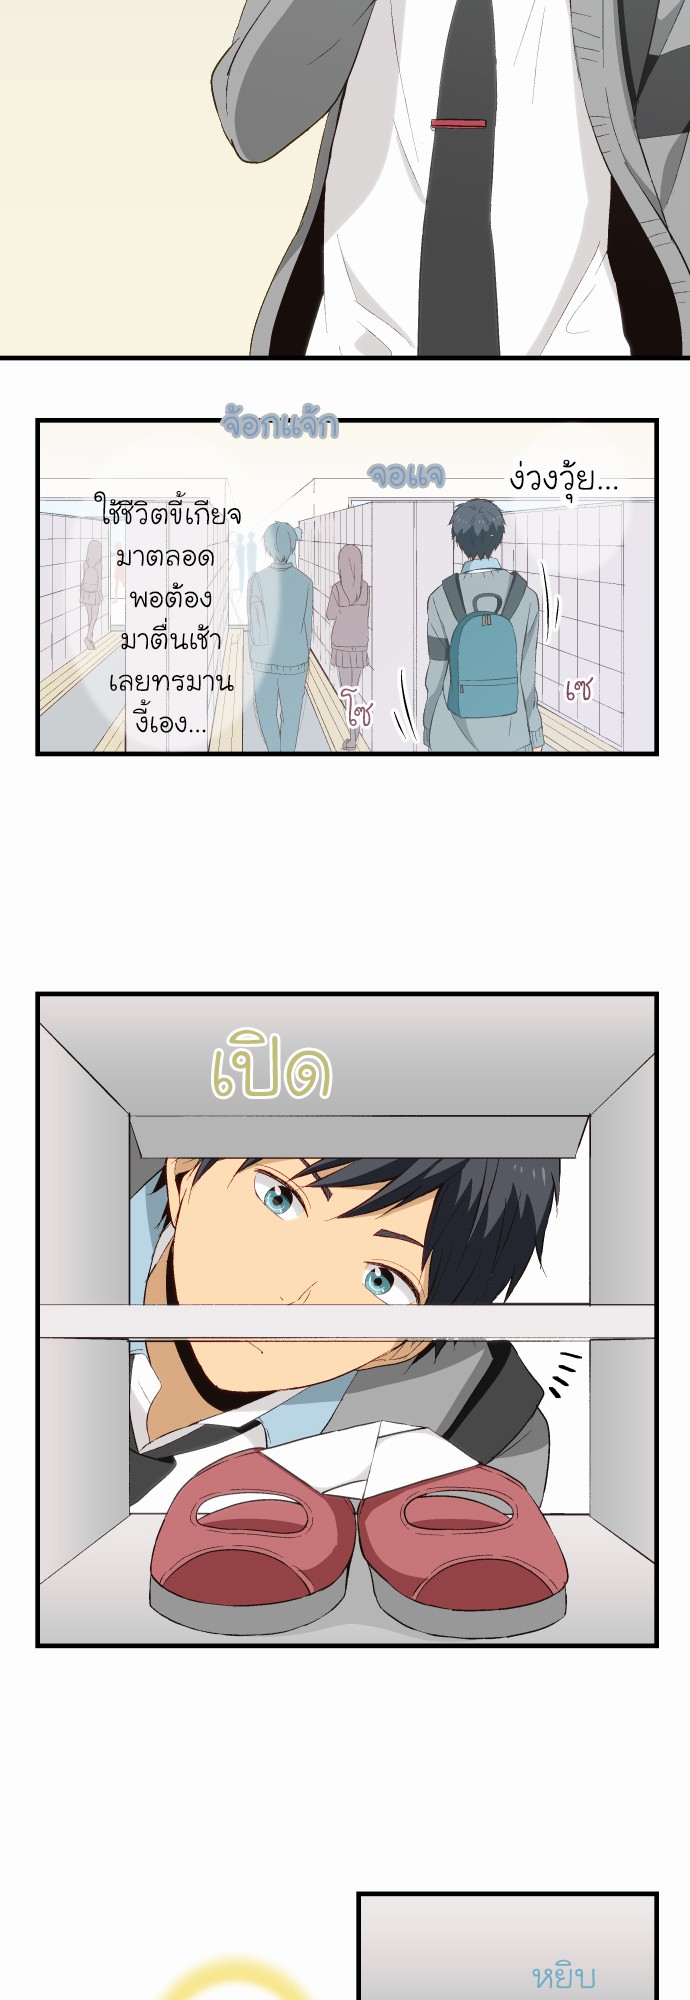 จ้อกแจ้ก
จอแจ
ง่วงวุ้ย...
ใช้ชีวิตขี้เกียจ
มาตลอด
พอต้อง
มาตื่นเช้า
เลยทรมาน
งี้เอง...
โซ
เซ
เปิด
หยิบ